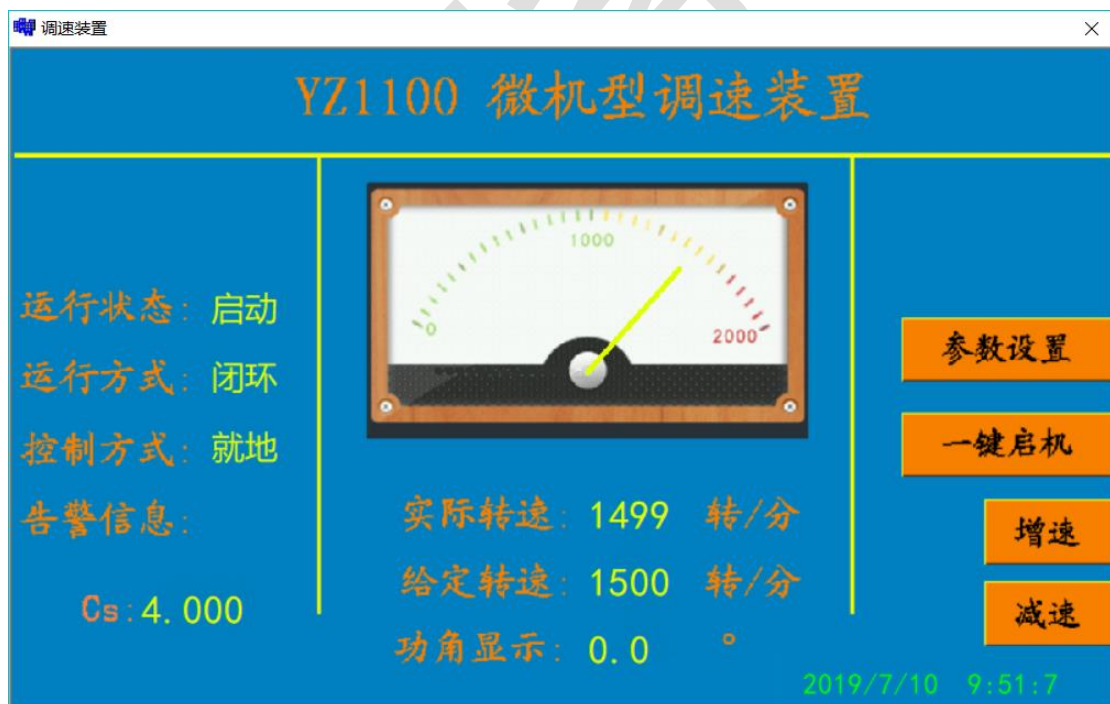 调速装置
YZ1100 微机型调速装置
运行状态: 启动
运行方式: 闭环
控制方式: 就地
告警信息:
Cs:4.000
0
1000
2000
实际转速: 1499 转/分
给定转速: 1500 转/分
功角显示: 0.0 °
参数设置
一键启机
增速
减速
2019/7/10 9:51:7